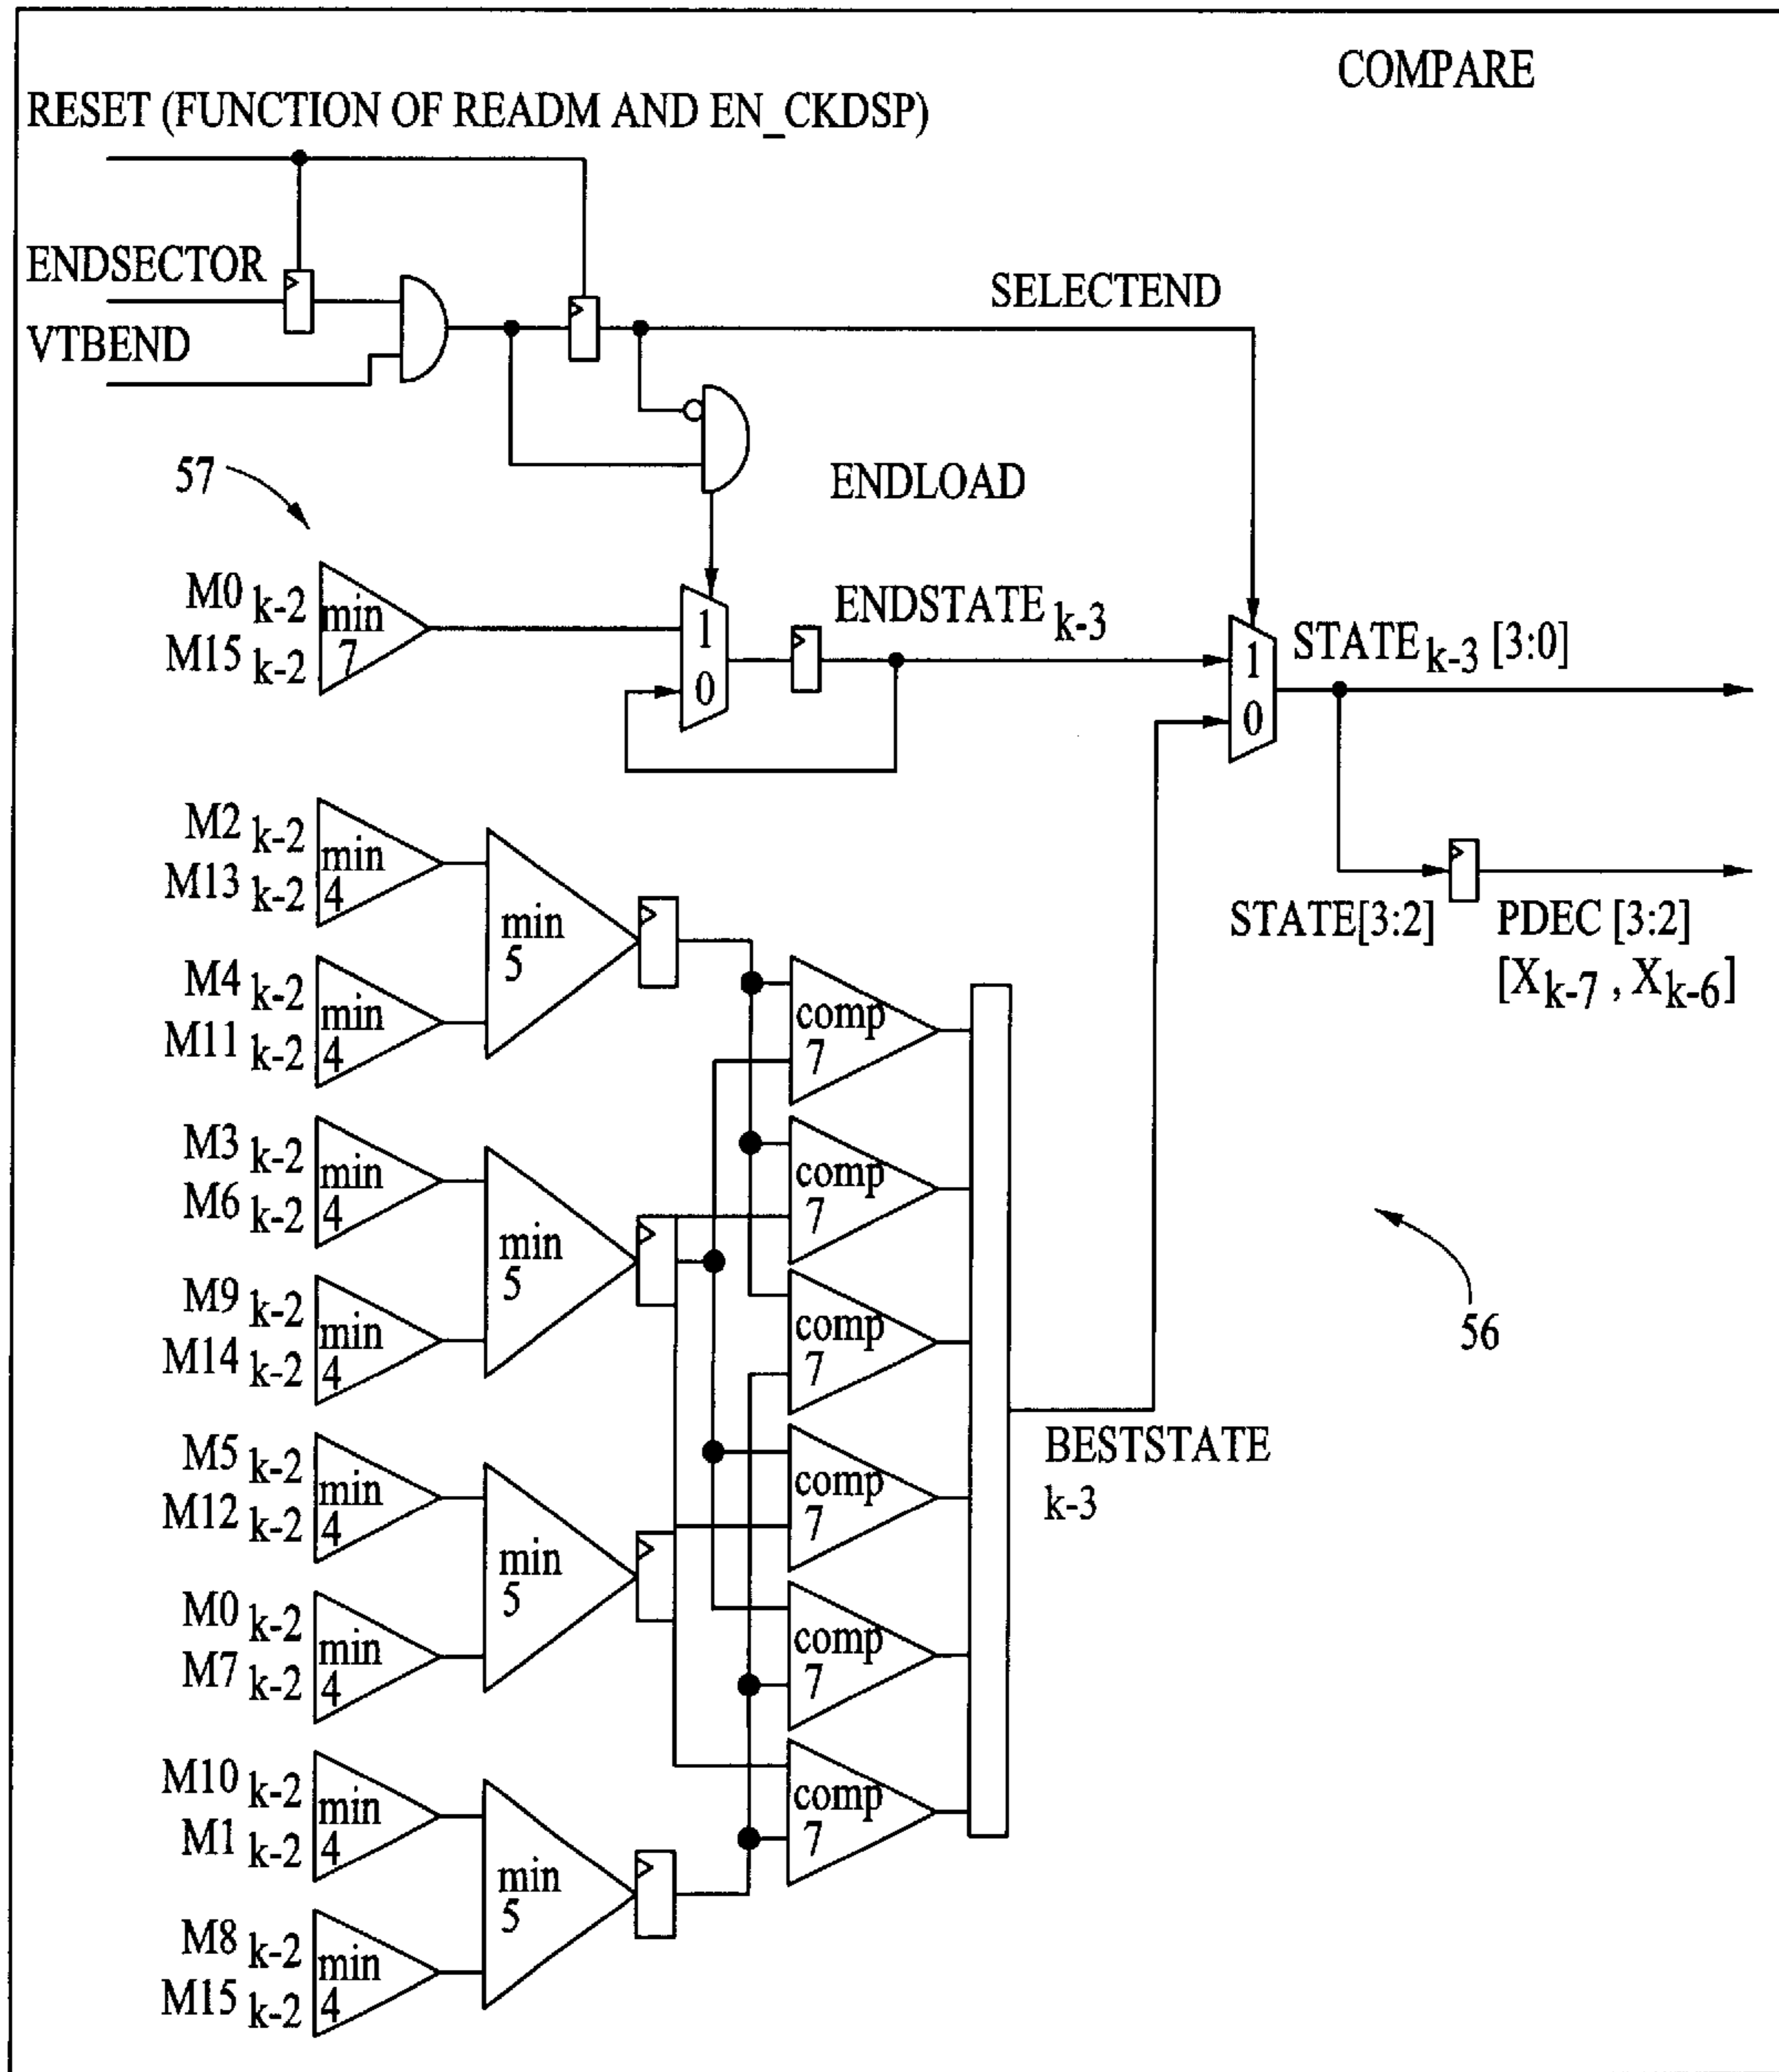 COMPARE
RESET (FUNCTION OF READM AND EN_CKDSP)
ENDSECTOR
VTBEND
SELECTEND
57
ENDLOAD
M0 k-2
M15 k-2
min
7
1
0
ENDSTATE k-3
1
0
STATE k-3 [3:0]
STATE[3:2]
PDEC [3:2]
[X k-7 , X k-6]
M2 k-2
M13 k-2
min
4
M4 k-2
M11 k-2
min
4
min
5
M3 k-2
M6 k-2
min
4
M9 k-2
M14 k-2
min
4
min
5
M5 k-2
M12 k-2
min
4
M0 k-2
M7 k-2
min
4
min
5
M10 k-2
M1 k-2
min
4
M8 k-2
M15 k-2
min
4
min
5
comp
7
comp
7
comp
7
comp
7
comp
7
comp
7
BESTSTATE
k-3
56